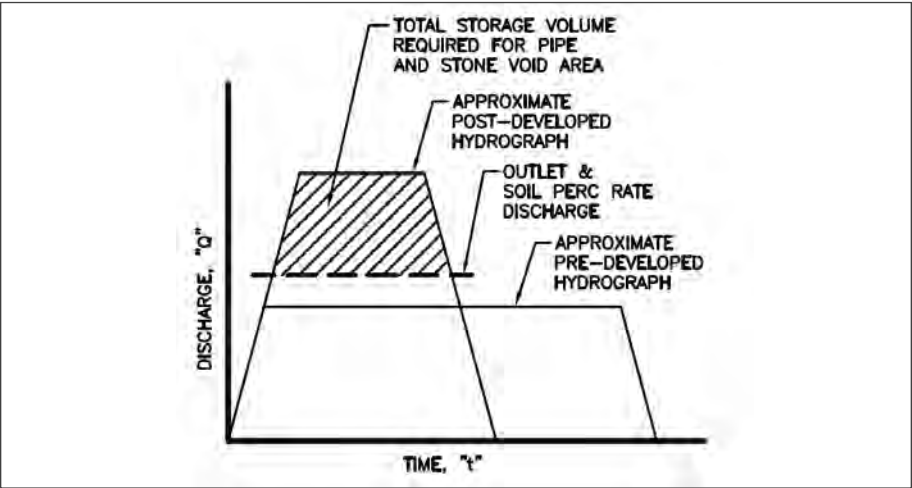 TOTAL STORAGE VOLUME
REQUIRED FOR PIPE
AND STONE VOID AREA
APPROXIMATE
POST-DEVELOPED
HYDROGRAPH
OUTLET &
SOIL PERC RATE
DISCHARGE
APPROXIMATE
PRE-DEVELOPED
HYDROGRAPH
DISCHARGE, "Q"
TIME, "t"